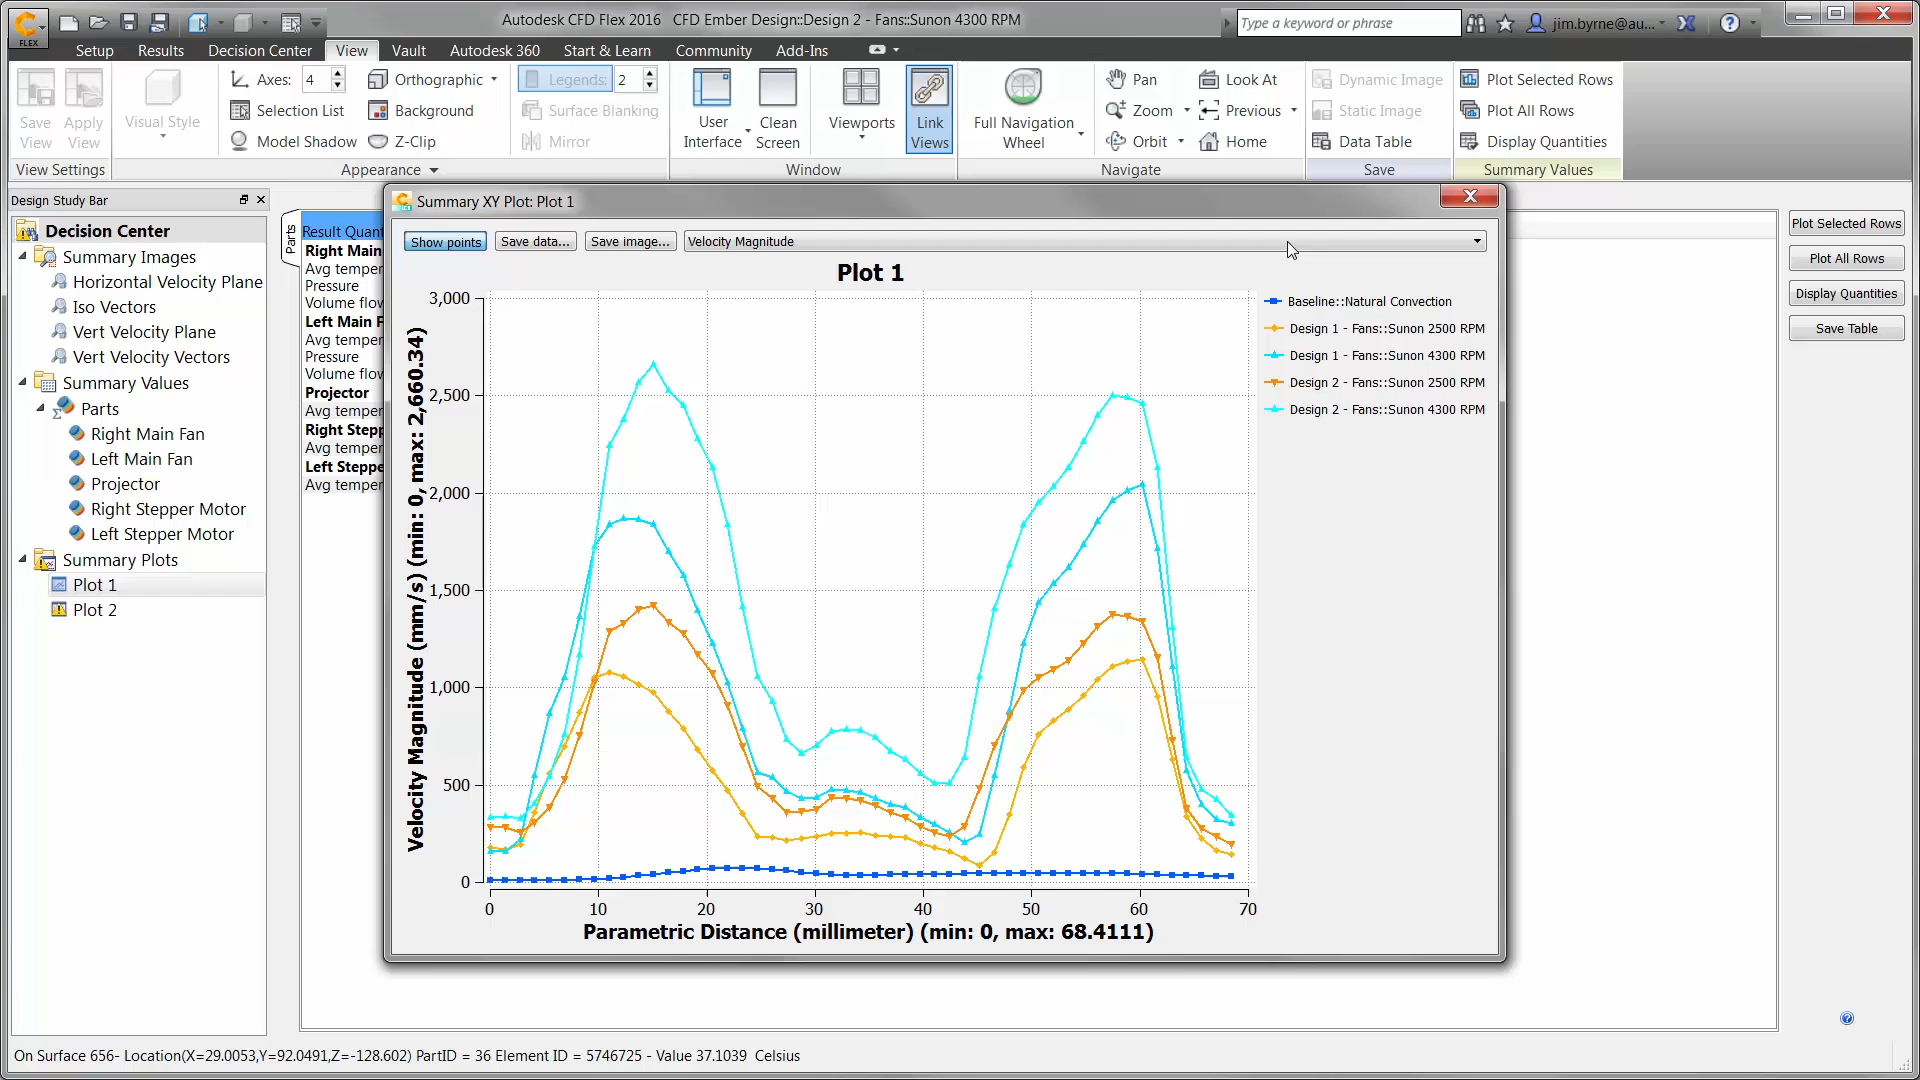 Autodesk CFD Flex 2016 CFD Ember Design::Design 2 - Fans::Sunon 4300 RPM
Type a keyword or phrase
jim.byrne@au...
FLEX
Setup Results Decision Center View Vault Autodesk 360 Start & Learn Community Add-Ins
Save View
Apply View
View Settings
Visual Style
Axes: 4
Selection List
Model Shadow
Orthographic
Background
Z-Clip
Legends: 2
Surface Blanking
Mirror
Appearance
User Interface
Clean Screen
Viewports
Link Views
Window
Full Navigation Wheel
Pan
Zoom
Orbit
Look At
Previous
Home
Navigate
Dynamic Image
Static Image
Data Table
Save
Plot Selected Rows
Plot All Rows
Display Quantities
Summary Values
Design Study Bar
Decision Center
Summary Images
Horizontal Velocity Plane
Iso Vectors
Vert Velocity Plane
Vert Velocity Vectors
Summary Values
Parts
Right Main Fan
Left Main Fan
Projector
Right Stepper Motor
Left Stepper Motor
Summary Plots
Plot 1
Plot 2
Parts
Result Quant
Right Main
Avg temper
Pressure
Volume flow
Left Main F
Avg temper
Pressure
Volume flow
Projector
Avg temper
Right Stepp
Avg temper
Left Steppe
Avg temper
Summary XY Plot: Plot 1
Show points
Save data...
Save image...
Velocity Magnitude
Plot 1
Velocity Magnitude (mm/s) (min: 0, max: 2,660.34)
3,000
2,500
2,000
1,500
1,000
500
0
0 10 20 30 40 50 60 70
Parametric Distance (millimeter) (min: 0, max: 68.4111)
Baseline::Natural Convection
Design 1 - Fans::Sunon 2500 RPM
Design 1 - Fans::Sunon 4300 RPM
Design 2 - Fans::Sunon 2500 RPM
Design 2 - Fans::Sunon 4300 RPM
Plot Selected Rows
Plot All Rows
Display Quantities
Save Table
On Surface 656- Location(X=29.0053,Y=92.0491,Z=-128.602) PartID = 36 Element ID = 5746725 - Value 37.1039 Celsius